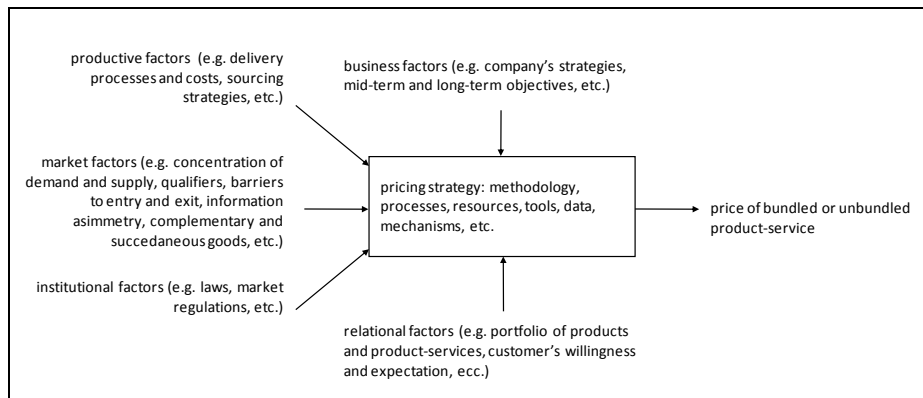 productive factors (e.g. delivery
processes and costs, sourcing
strategies, etc.)
business factors (e.g. company's strategies,
mid-term and long-term objectives, etc.)
market factors (e.g. concentration of
demand and supply, qualifiers, barriers
to entry and exit, information
asimmetry, complementary and
succedaneous goods, etc.)
pricing strategy: methodology,
processes, resources, tools, data,
mechanisms, etc.
price of bundled or unbundled
product-service
institutional factors (e.g. laws, market
regulations, etc.)
relational factors (e.g. portfolio of products
and product-services, customer's willingness
and expectation, ecc.)